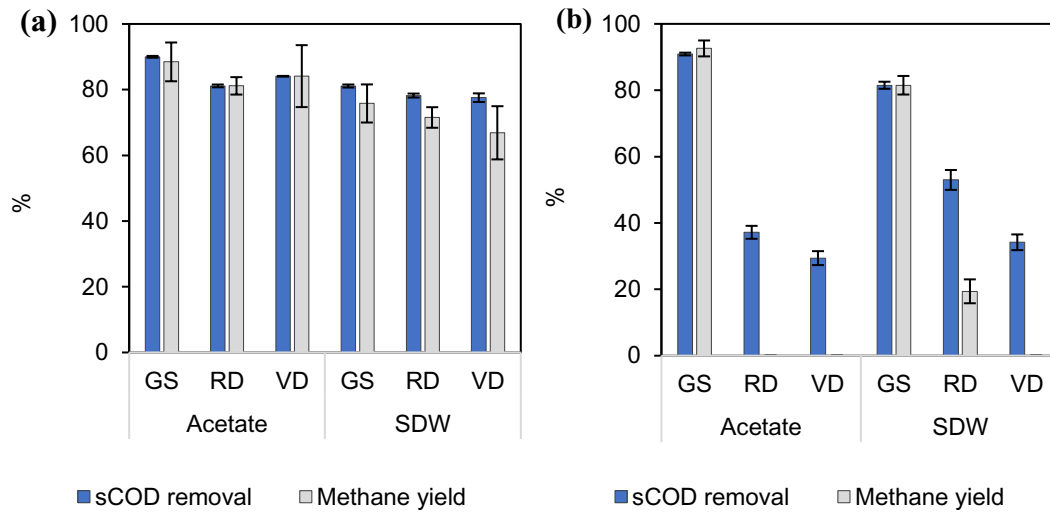 (a)
100
80
60
40
20
0
%
GS RD VD GS RD VD
Acetate SDW
sCOD removal Methane yield
(b)
100
80
60
40
20
0
%
GS RD VD GS RD VD
Acetate SDW
sCOD removal Methane yield